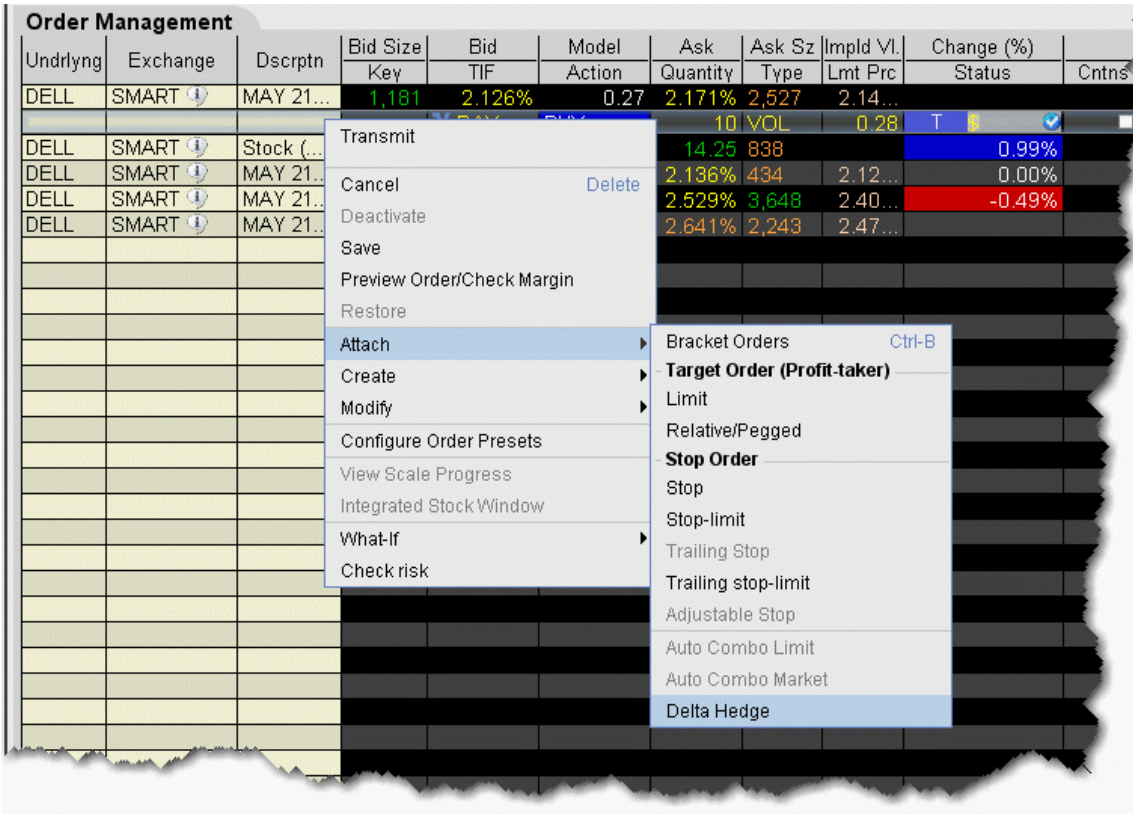 Order Management
Undrlyng Exchange Dscrptn Bid Size Bid Model Ask Ask Sz Impld Vl. Change (%)
Key TIF Action Quantity Type Lmt Prc Status Cntns
DELL SMART MAY 21... 1,181 2.126% 0.27 2.171% 2,527 2.14...
10 VOL 0.28 T $
DELL SMART Stock (... 14.25 838 0.99%
DELL SMART MAY 21... 2.136% 434 2.12... 0.00%
DELL SMART MAY 21... 2.529% 3,648 2.40... -0.49%
DELL SMART MAY 21... 2.641% 2,243 2.47...
Transmit
Cancel Delete
Deactivate
Save
Preview Order/Check Margin
Restore
Attach
Create
Modify
Configure Order Presets
View Scale Progress
Integrated Stock Window
What-If
Check risk
Bracket Orders Ctrl-B
Target Order (Profit-taker)
Limit
Relative/Pegged
Stop Order
Stop
Stop-limit
Trailing Stop
Trailing stop-limit
Adjustable Stop
Auto Combo Limit
Auto Combo Market
Delta Hedge